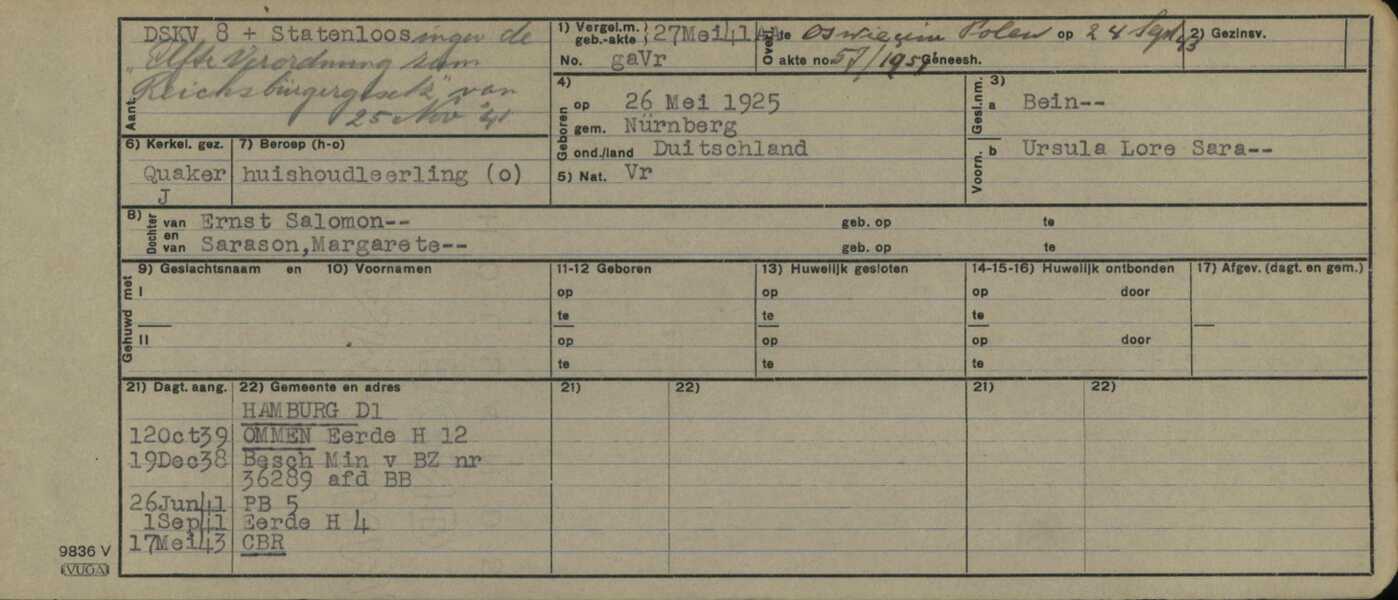 DSKV 8 + Statenloos ingev de
"Elfte Verordnung zum
Reichsbürgergesetz" van
25 Nov '41
Aant.
1) Vergel.m. geb.-akte 27Mei41 AA
No. gaVr
Overl. te Oswiecim Polen op 24 Sept 43
akte no. 57/1951 Geneesh.
2) Gezinsv.
4) Geboren
op 26 Mei 1925
gem. Nürnberg
ond./land Duitschland
5) Nat. Vr
3)
Gesl.nm. a Bein--
Voorn. b Ursula Lore Sara--
6) Kerkel. gez.
Quaker
J
7) Beroep (h-o)
huishoudleerling (o)
8) Dochter van Ernst Salomon-- geb. op te
en van Sarason,Margarete-- geb. op te
Gehuwd met
9) Geslachtsnaam en 10) Voornamen 11-12 Geboren 13) Huwelijk gesloten 14-15-16) Huwelijk ontbonden 17) Afgev. (dagt. en gem.)
I op op op door
te te te
II op op op door
te te te
21) Dagt. aang. 22) Gemeente en adres 21) 22) 21) 22)
HAMBURG D1
12Oct39 OMMEN Eerde H 12
19Dec38 Besch Min v BZ nr
36289 afd BB
26Jun41 PB 5
1Sep41 Eerde H 4
17Mei43 CBR
9836 V
VUGA